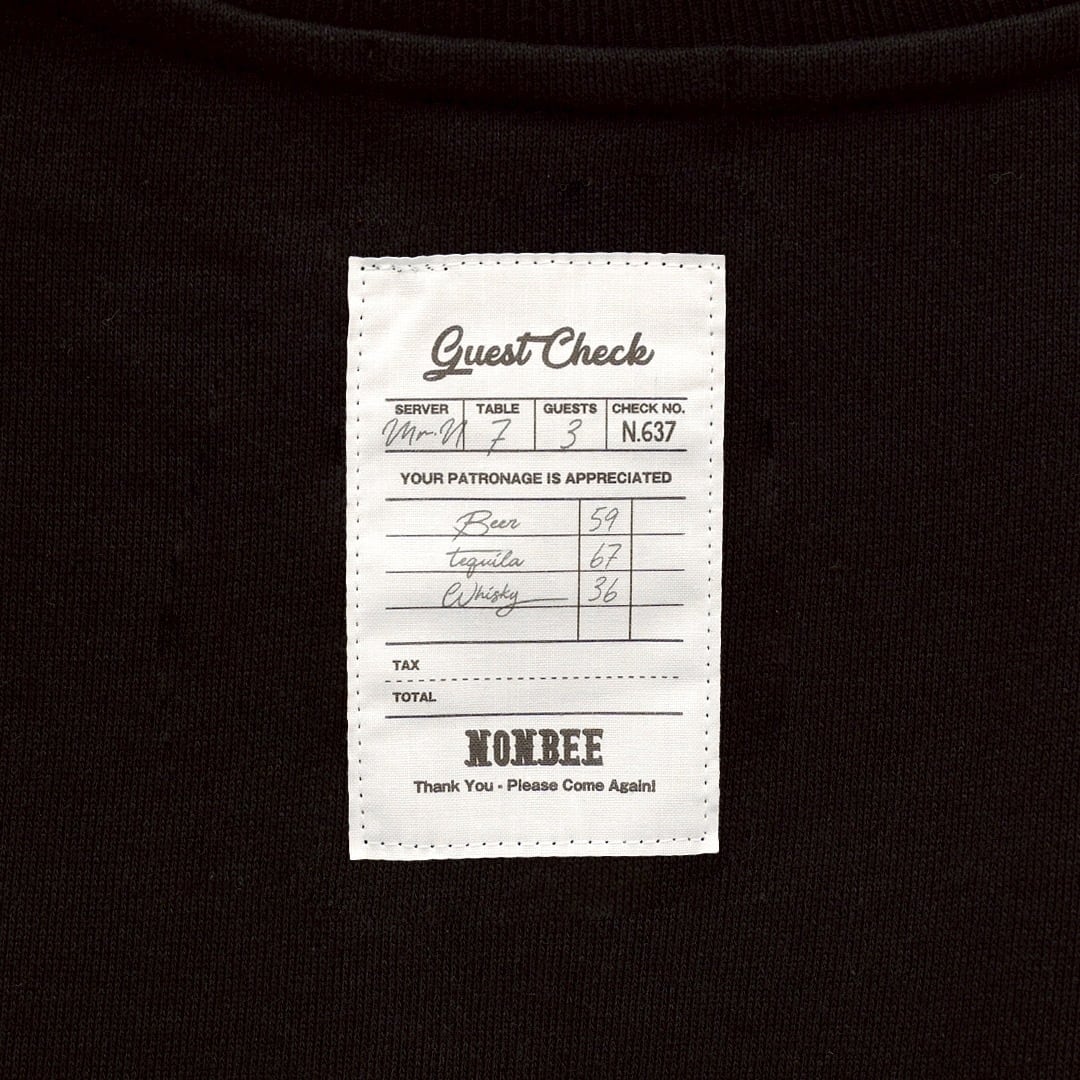 Guest Check
SERVER TABLE GUESTS CHECK NO.
Mr.N 7 3 N.637
YOUR PATRONAGE IS APPRECIATED
Beer 59
tequila 67
Whisky 36
TAX
TOTAL
NONBEE
Thank You - Please Come Again!